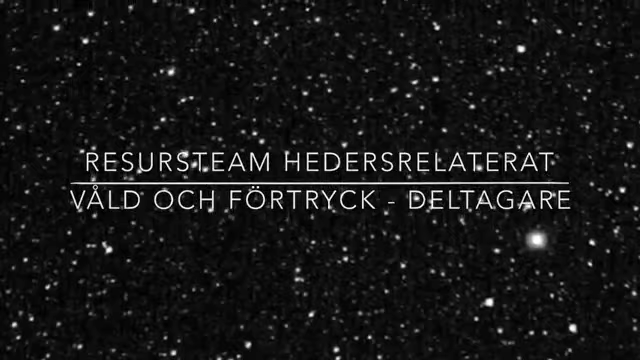 RESURSTEAM HEDERSRELATERAT
VÅLD OCH FÖRTRYCK - DELTAGARE